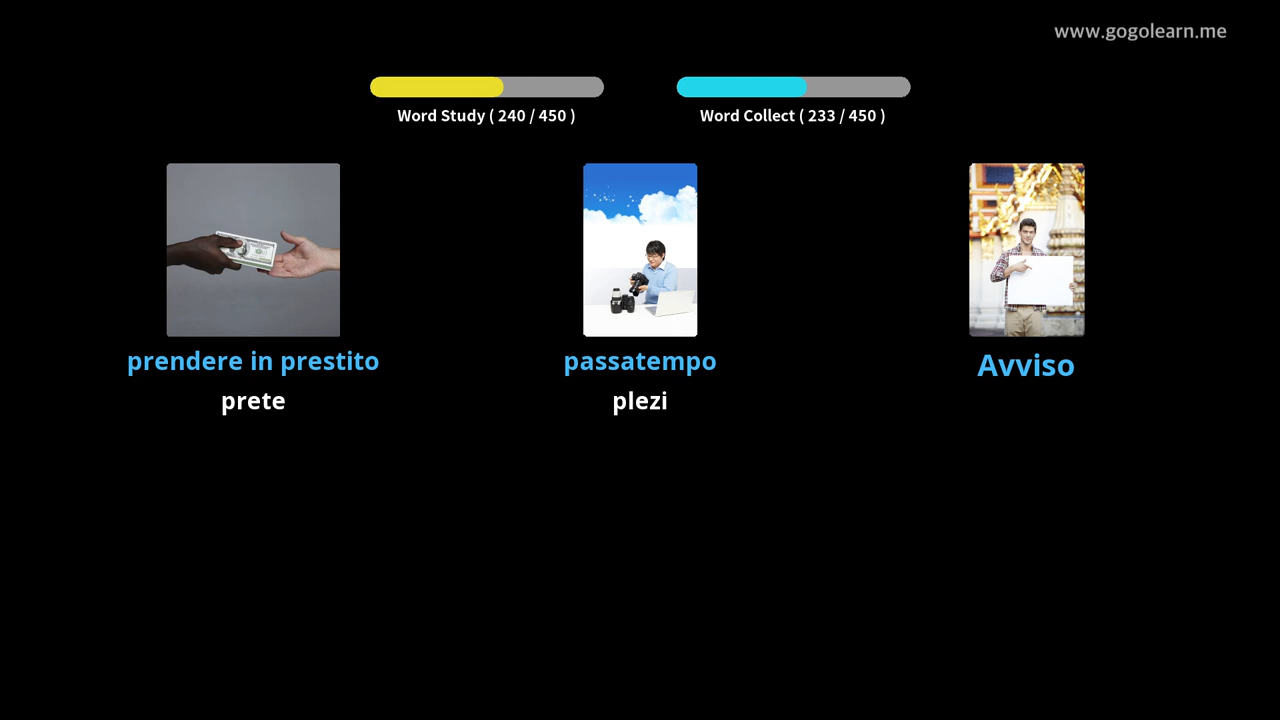 www.gogolearn.me
Word Study ( 240 / 450 )
Word Collect ( 233 / 450 )
prendere in prestito
prete
passatempo
plezi
Avviso